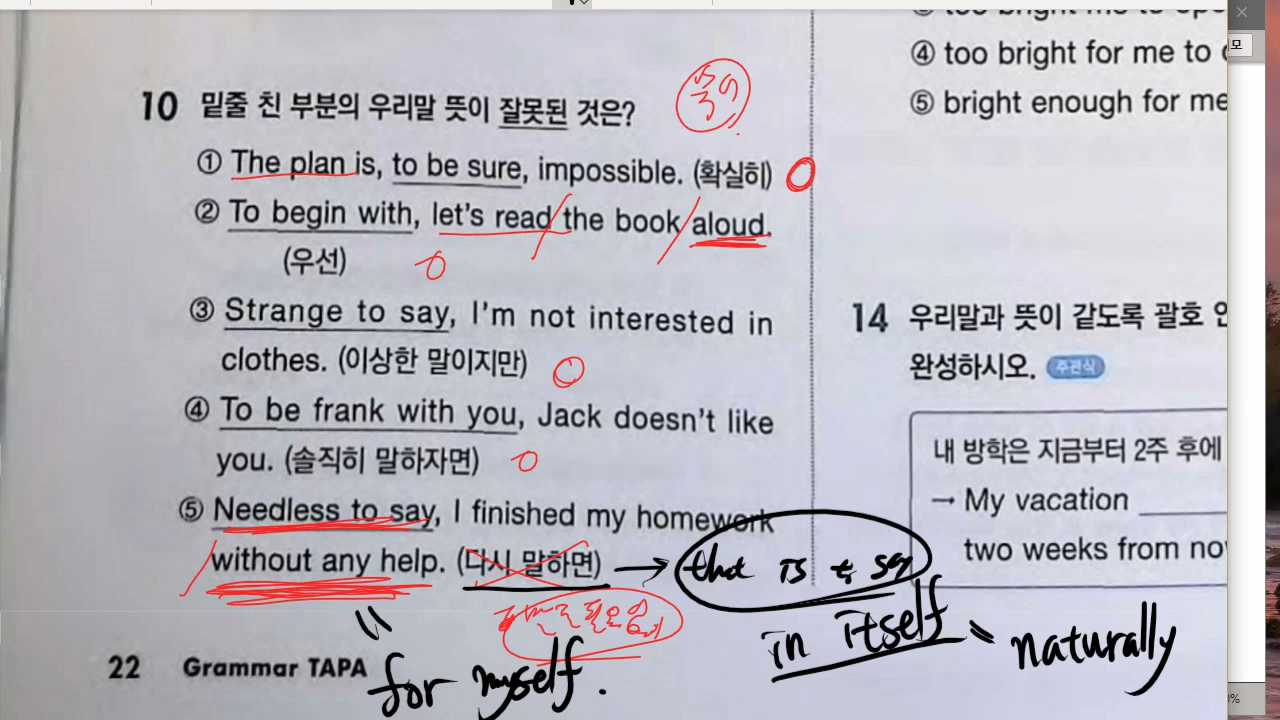 ④ too bright for me to
⑤ bright enough for me
10 밑줄 친 부분의 우리말 뜻이 잘못된 것은?
숙어!
① The plan is, to be sure, impossible. (확실히)
② To begin with, let's read the book aloud.
(우선)
③ Strange to say, I'm not interested in
clothes. (이상한 말이지만)
④ To be frank with you, Jack doesn't like
you. (솔직히 말하자면)
⑤ Needless to say, I finished my homework
without any help. (다시 말하면)
that is to say
in itself
naturally
for myself.
22 Grammar TAPA
14 우리말과 뜻이 같도록 괄호
완성하시오. 주관식
내 방학은 지금부터 2주 후에
→ My vacation
two weeks from
모